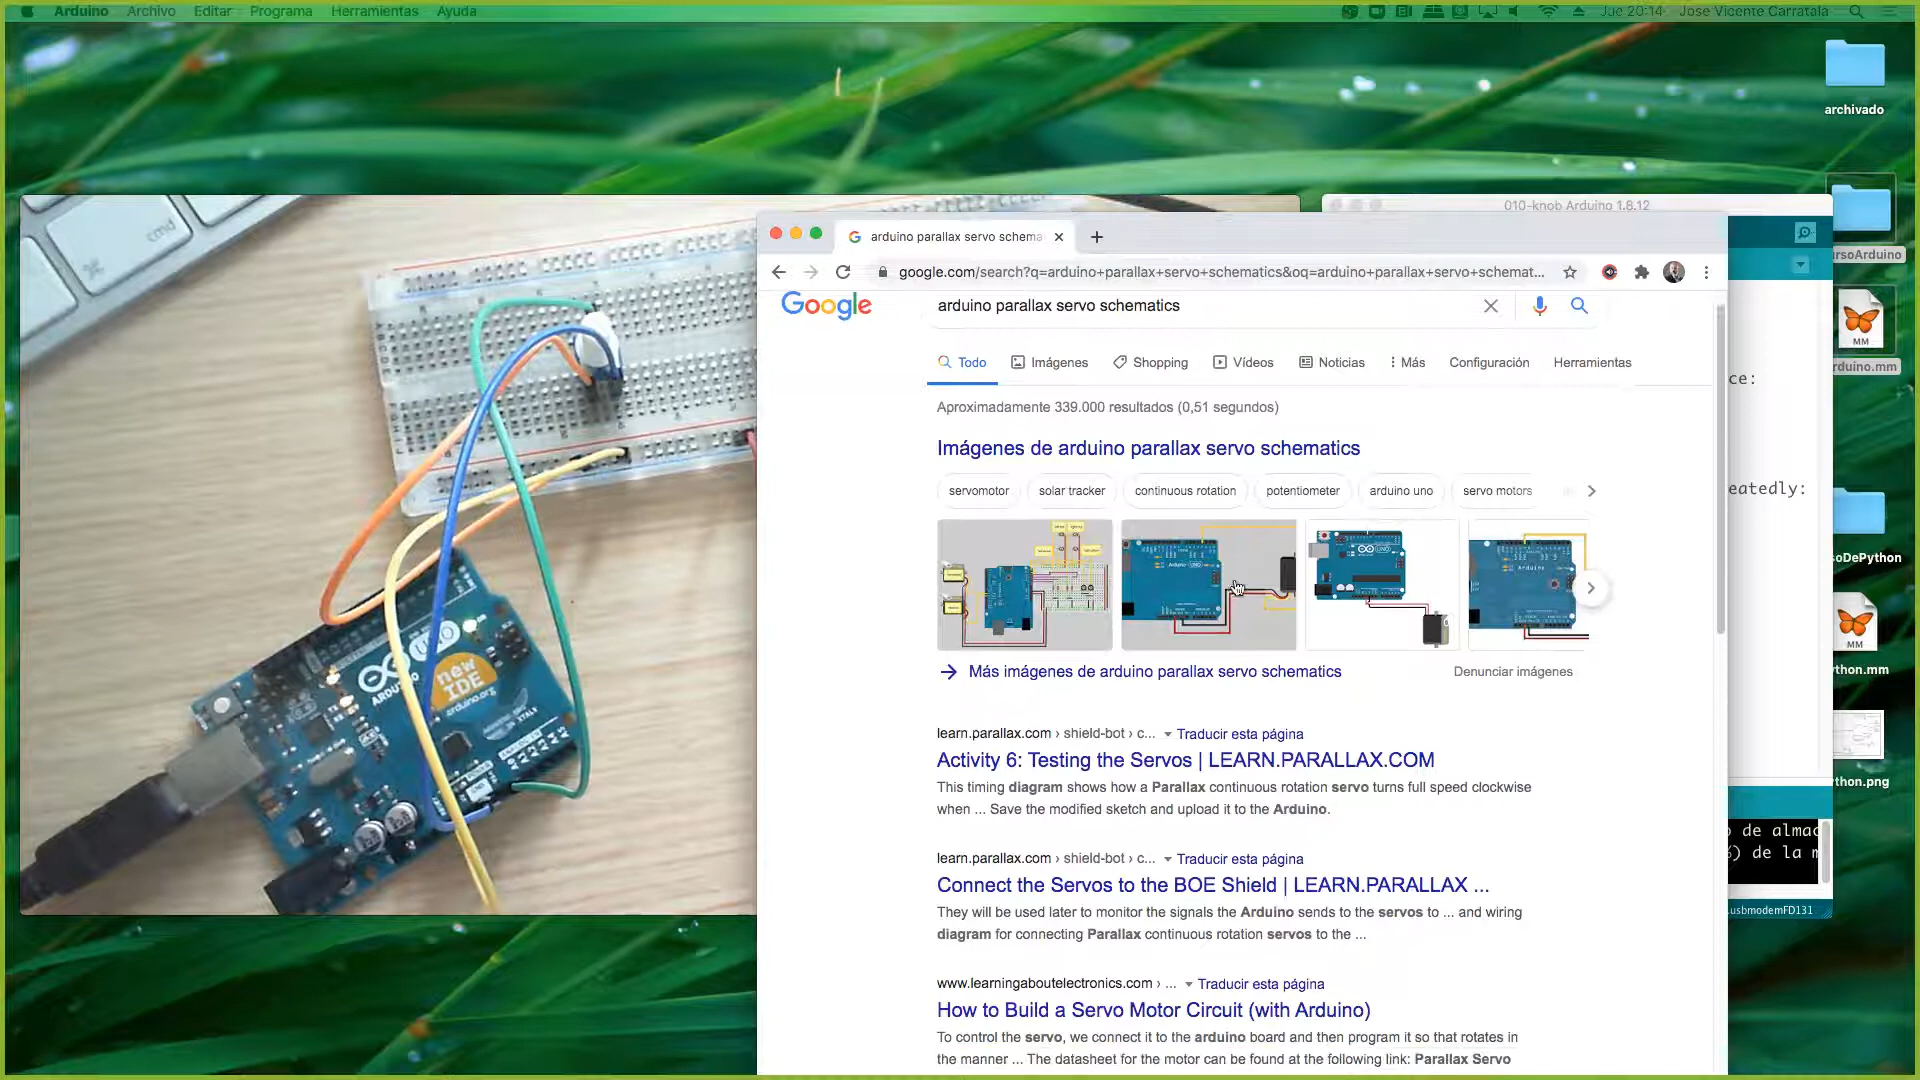 Arduino Archivo Editar Programa Herramientas Ayuda
Jue 20:14 Jose Vicente Carratala
archivado
cmd
010-knob Arduino 1.8.12
arduino parallax servo schema
google.com/search?q=arduino+parallax+servo+schematics&oq=arduino+parallax+servo+schemat...
ursoArduino
Google
arduino parallax servo schematics
MM
rduino.mm
Todo Imágenes Shopping Vídeos Noticias Más Configuración Herramientas
ce:
Aproximadamente 339.000 resultados (0,51 segundos)
Imágenes de arduino parallax servo schematics
servomotor solar tracker continuous rotation potentiometer arduino uno servo motors
eatedly:
soDePython
Más imágenes de arduino parallax servo schematics
Denunciar imágenes
MM
ython.mm
ARDUINO
UNO
new
IDE
arduino.org
learn.parallax.com › shield-bot › c... Traducir esta página
Activity 6: Testing the Servos | LEARN.PARALLAX.COM
This timing diagram shows how a Parallax continuous rotation servo turns full speed clockwise
when ... Save the modified sketch and upload it to the Arduino.
ython.png
learn.parallax.com › shield-bot › c... Traducir esta página
Connect the Servos to the BOE Shield | LEARN.PARALLAX ...
They will be used later to monitor the signals the Arduino sends to the servos to ... and wiring
diagram for connecting Parallax continuous rotation servos to the ...
o de almac
%) de la m
usbmodemFD131
www.learningaboutelectronics.com › ... Traducir esta página
How to Build a Servo Motor Circuit (with Arduino)
To control the servo, we connect it to the arduino board and then program it so that rotates in
the manner ... The datasheet for the motor can be found at the following link: Parallax Servo